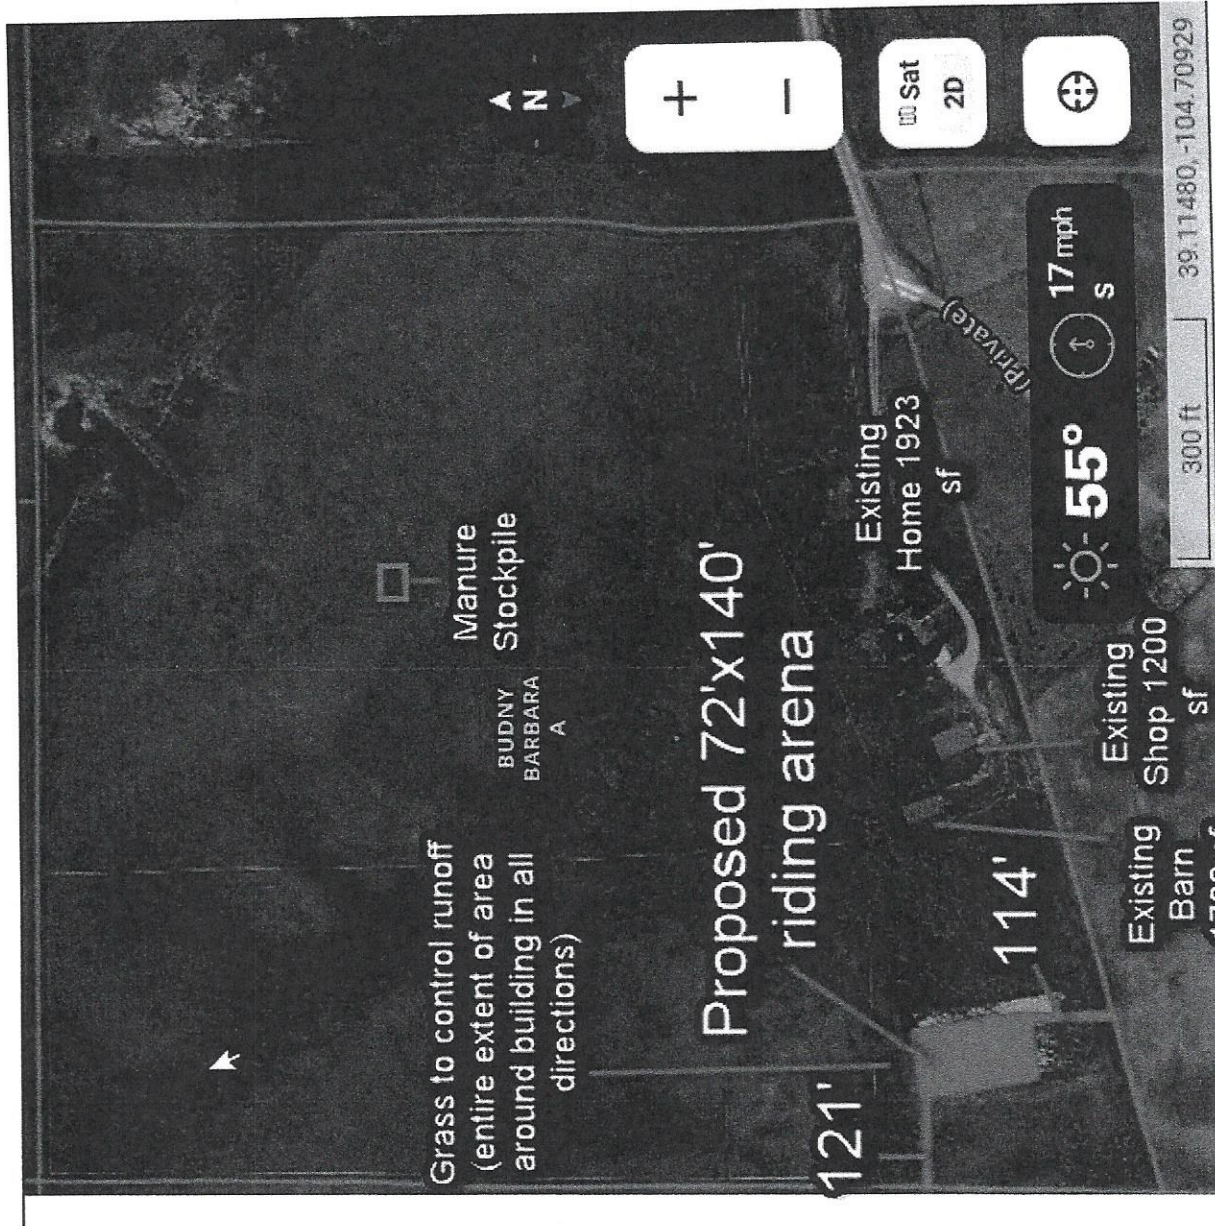 Grass to control runoff
(entire extent of area
around building in all
directions)
Manure
Stockpile
BUDNY
BARBARA
A
N
+
−
Proposed 72'x140'
riding arena
121'
Existing
Home 1923
sf
Sat
2D
(Private)
114'
55°
17 mph
S
Existing
Shop 1200
sf
Existing
Barn
300 ft
39.11480, -104.70929